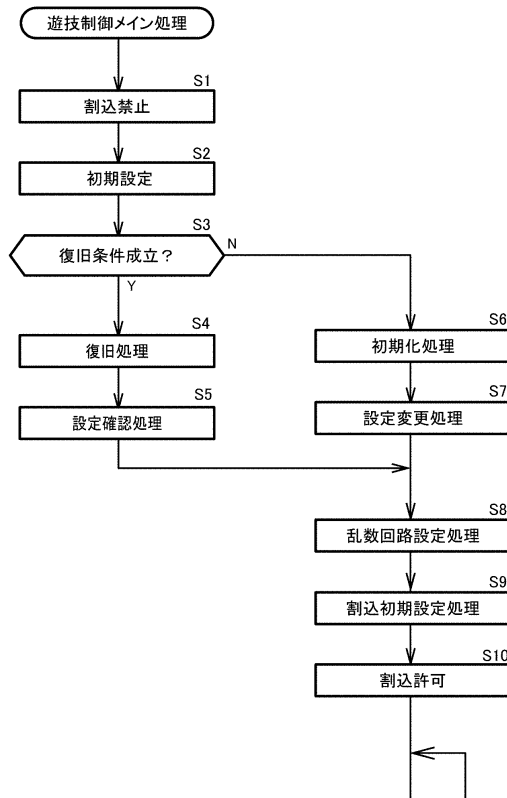 遊技制御メイン処理
S1
割込禁止
S2
初期設定
S3
復旧条件成立？
N
Y
S4
復旧処理
S5
設定確認処理
S6
初期化処理
S7
設定変更処理
S8
乱数回路設定処理
S9
割込初期設定処理
S10
割込許可